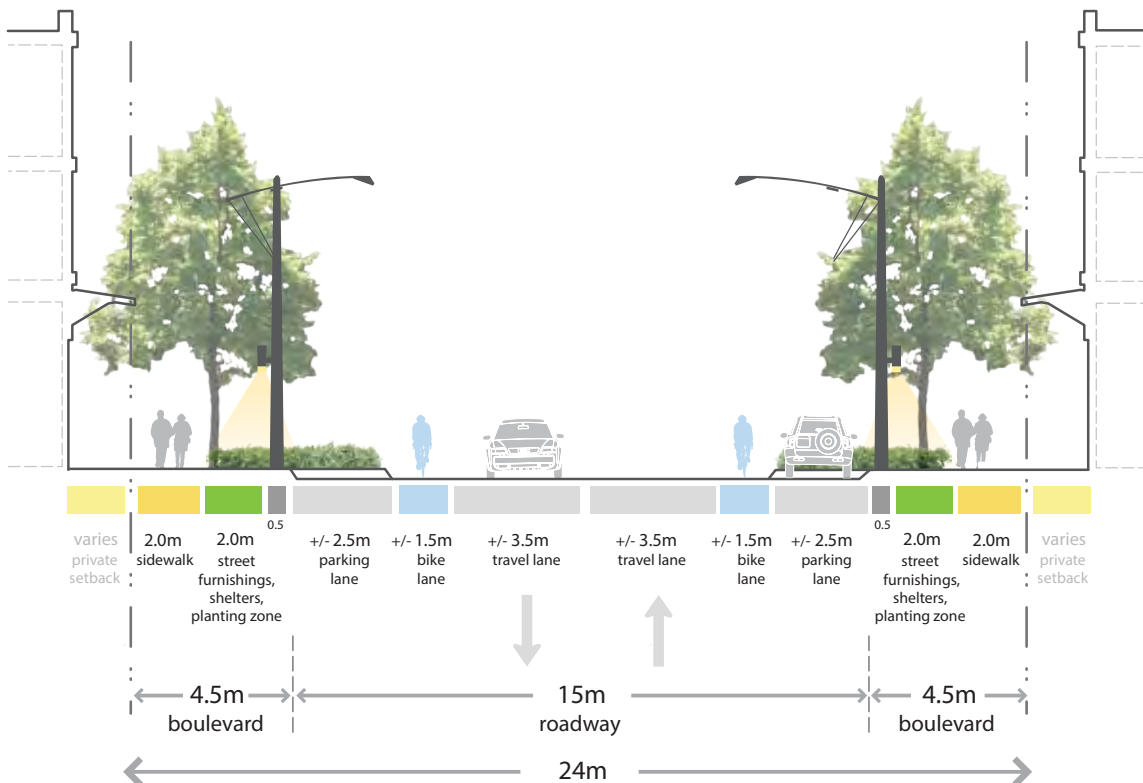 varies
private
setback
2.0m
sidewalk
2.0m
street
furnishings,
shelters,
planting zone
0.5
+/- 2.5m
parking
lane
+/- 1.5m
bike
lane
+/- 3.5m
travel lane
+/- 3.5m
travel lane
+/- 1.5m
bike
lane
+/- 2.5m
parking
lane
0.5
2.0m
street
furnishings,
shelters,
planting zone
2.0m
sidewalk
varies
private
setback
4.5m
boulevard
15m
roadway
4.5m
boulevard
24m